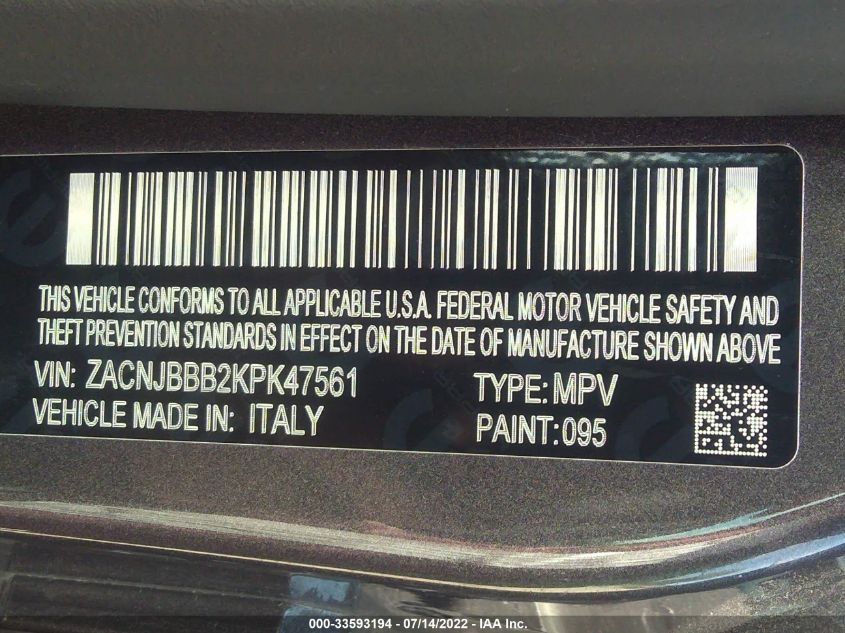 THIS VEHICLE CONFORMS TO ALL APPLICABLE U.S.A. FEDERAL MOTOR VEHICLE SAFETY AND
THEFT PREVENTION STANDARDS IN EFFECT ON THE DATE OF MANUFACTURE SHOWN ABOVE
VIN: ZACNJBBB2KPK47561 TYPE: MPV
VEHICLE MADE IN: ITALY PAINT: 095
000-33593194 - 07/14/2022 - IAA Inc.